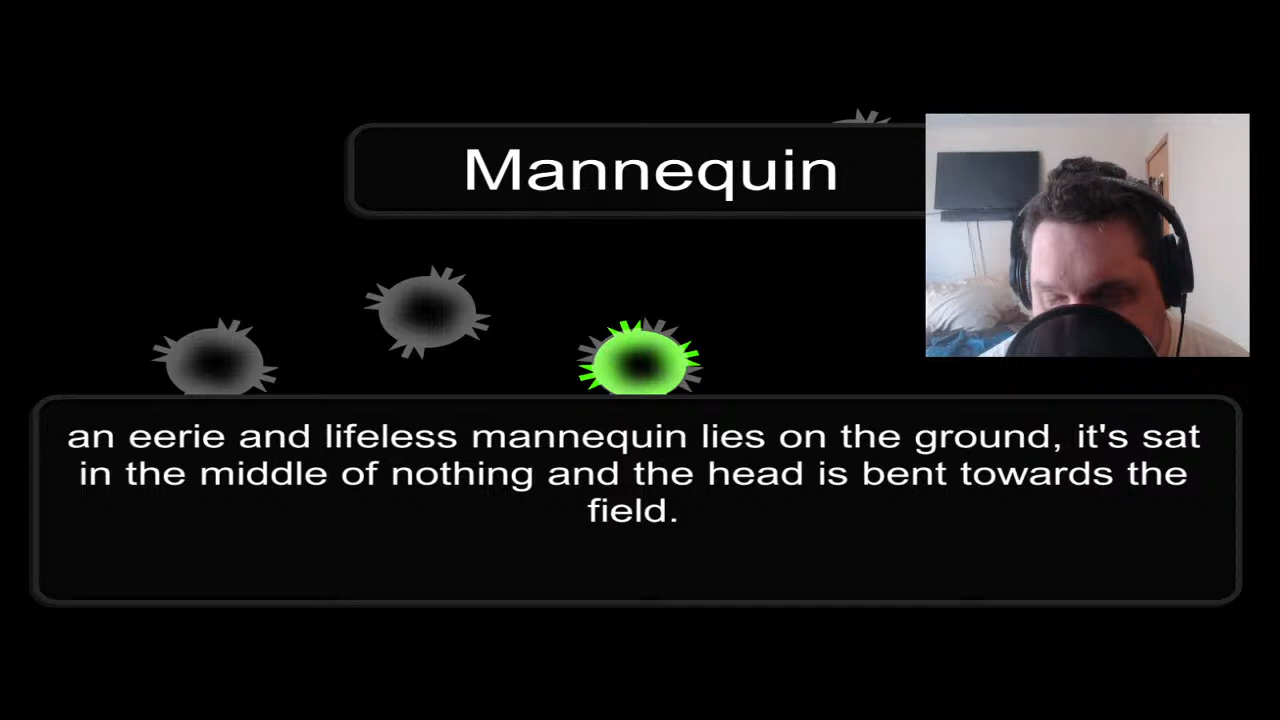 Mannequin
an eerie and lifeless mannequin lies on the ground, it's sat
in the middle of nothing and the head is bent towards the
field.